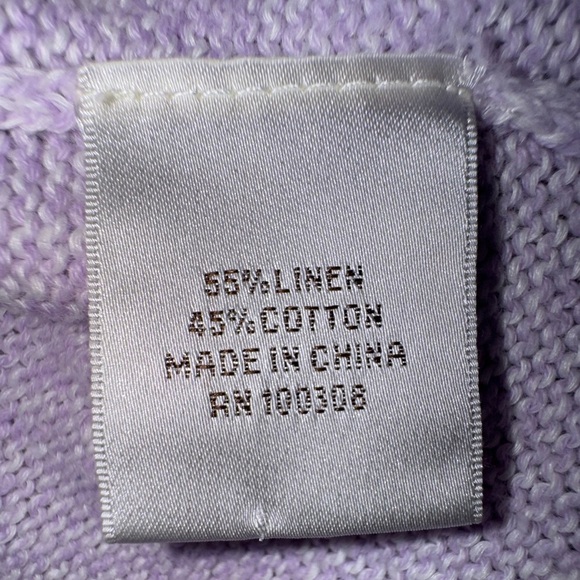 55% LINEN
45% COTTON
MADE IN CHINA
RN 100308